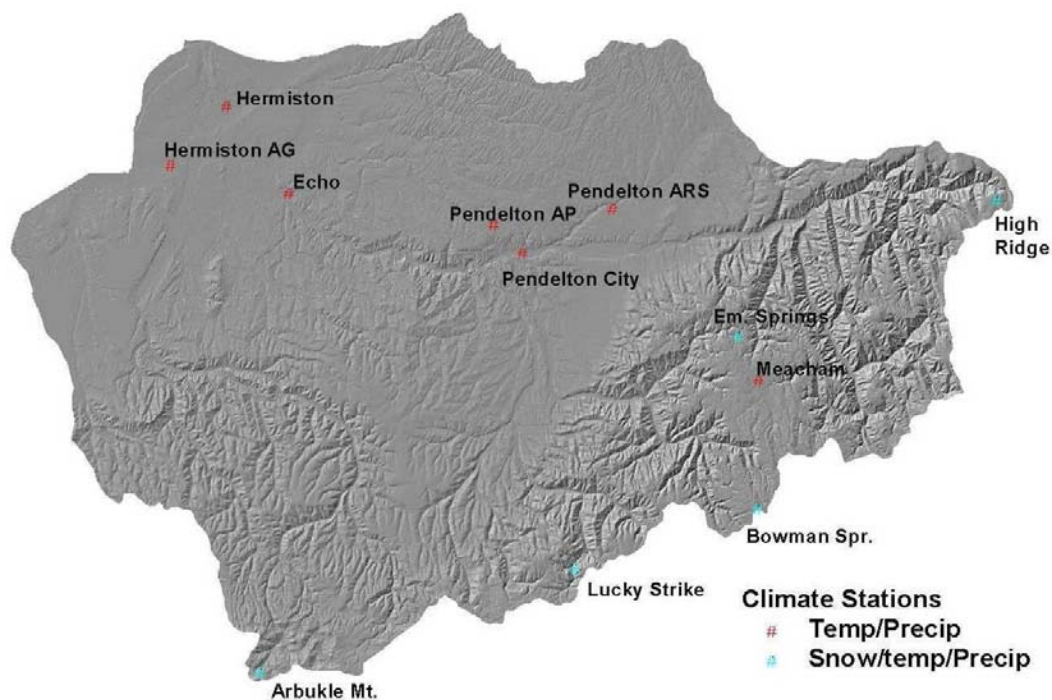 Hermiston
Hermiston AG
Echo
Pendelton ARS
Pendelton AP
Pendelton City
High
Ridge
Em. Springs
Meacham
Bowman Spr.
Lucky Strike
Arbukle Mt.
Climate Stations
# Temp/Precip
# Snow/temp/Precip